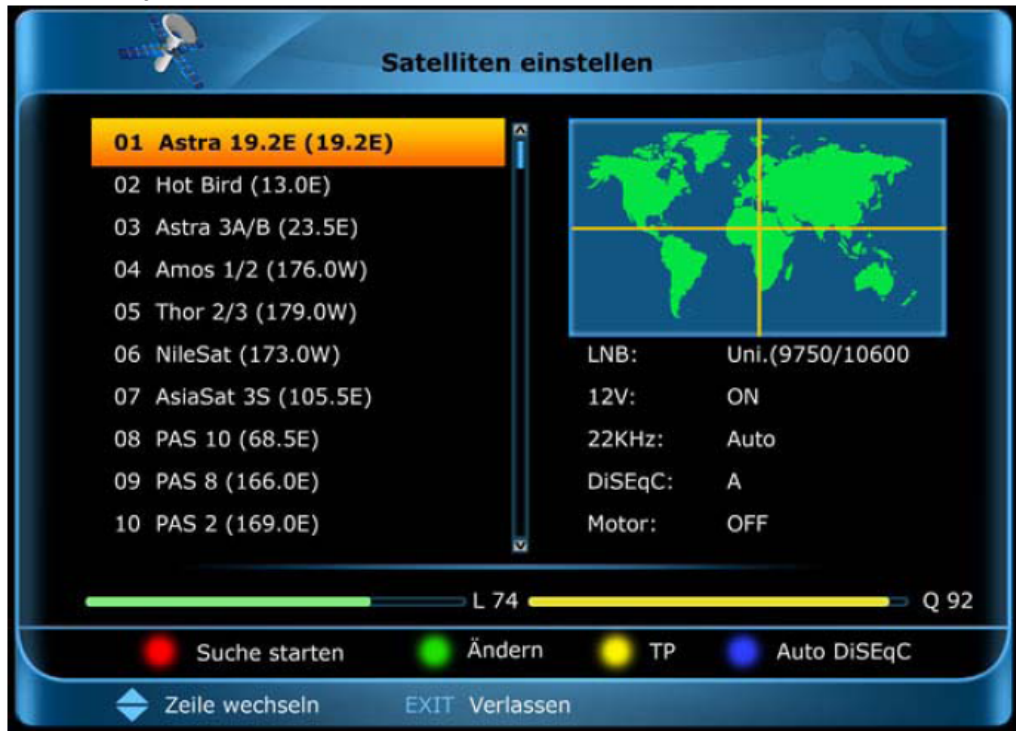 Satelliten einstellen
01 Astra 19.2E (19.2E)
02 Hot Bird (13.0E)
03 Astra 3A/B (23.5E)
04 Amos 1/2 (176.0W)
05 Thor 2/3 (179.0W)
06 NileSat (173.0W)
07 AsiaSat 3S (105.5E)
08 PAS 10 (68.5E)
09 PAS 8 (166.0E)
10 PAS 2 (169.0E)
LNB: Uni.(9750/10600
12V: ON
22KHz: Auto
DiSEqC: A
Motor: OFF
L 74 Q 92
Suche starten Ändern TP Auto DiSEqC
Zeile wechseln EXIT Verlassen